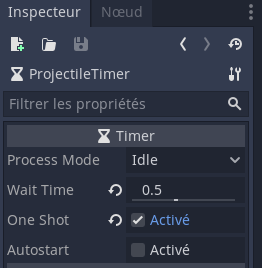 Inspecteur
Nœud
ProjectileTimer
Filtrer les propriétés
Timer
Process Mode
Idle
Wait Time
0.5
One Shot
Activé
Autostart
Activé